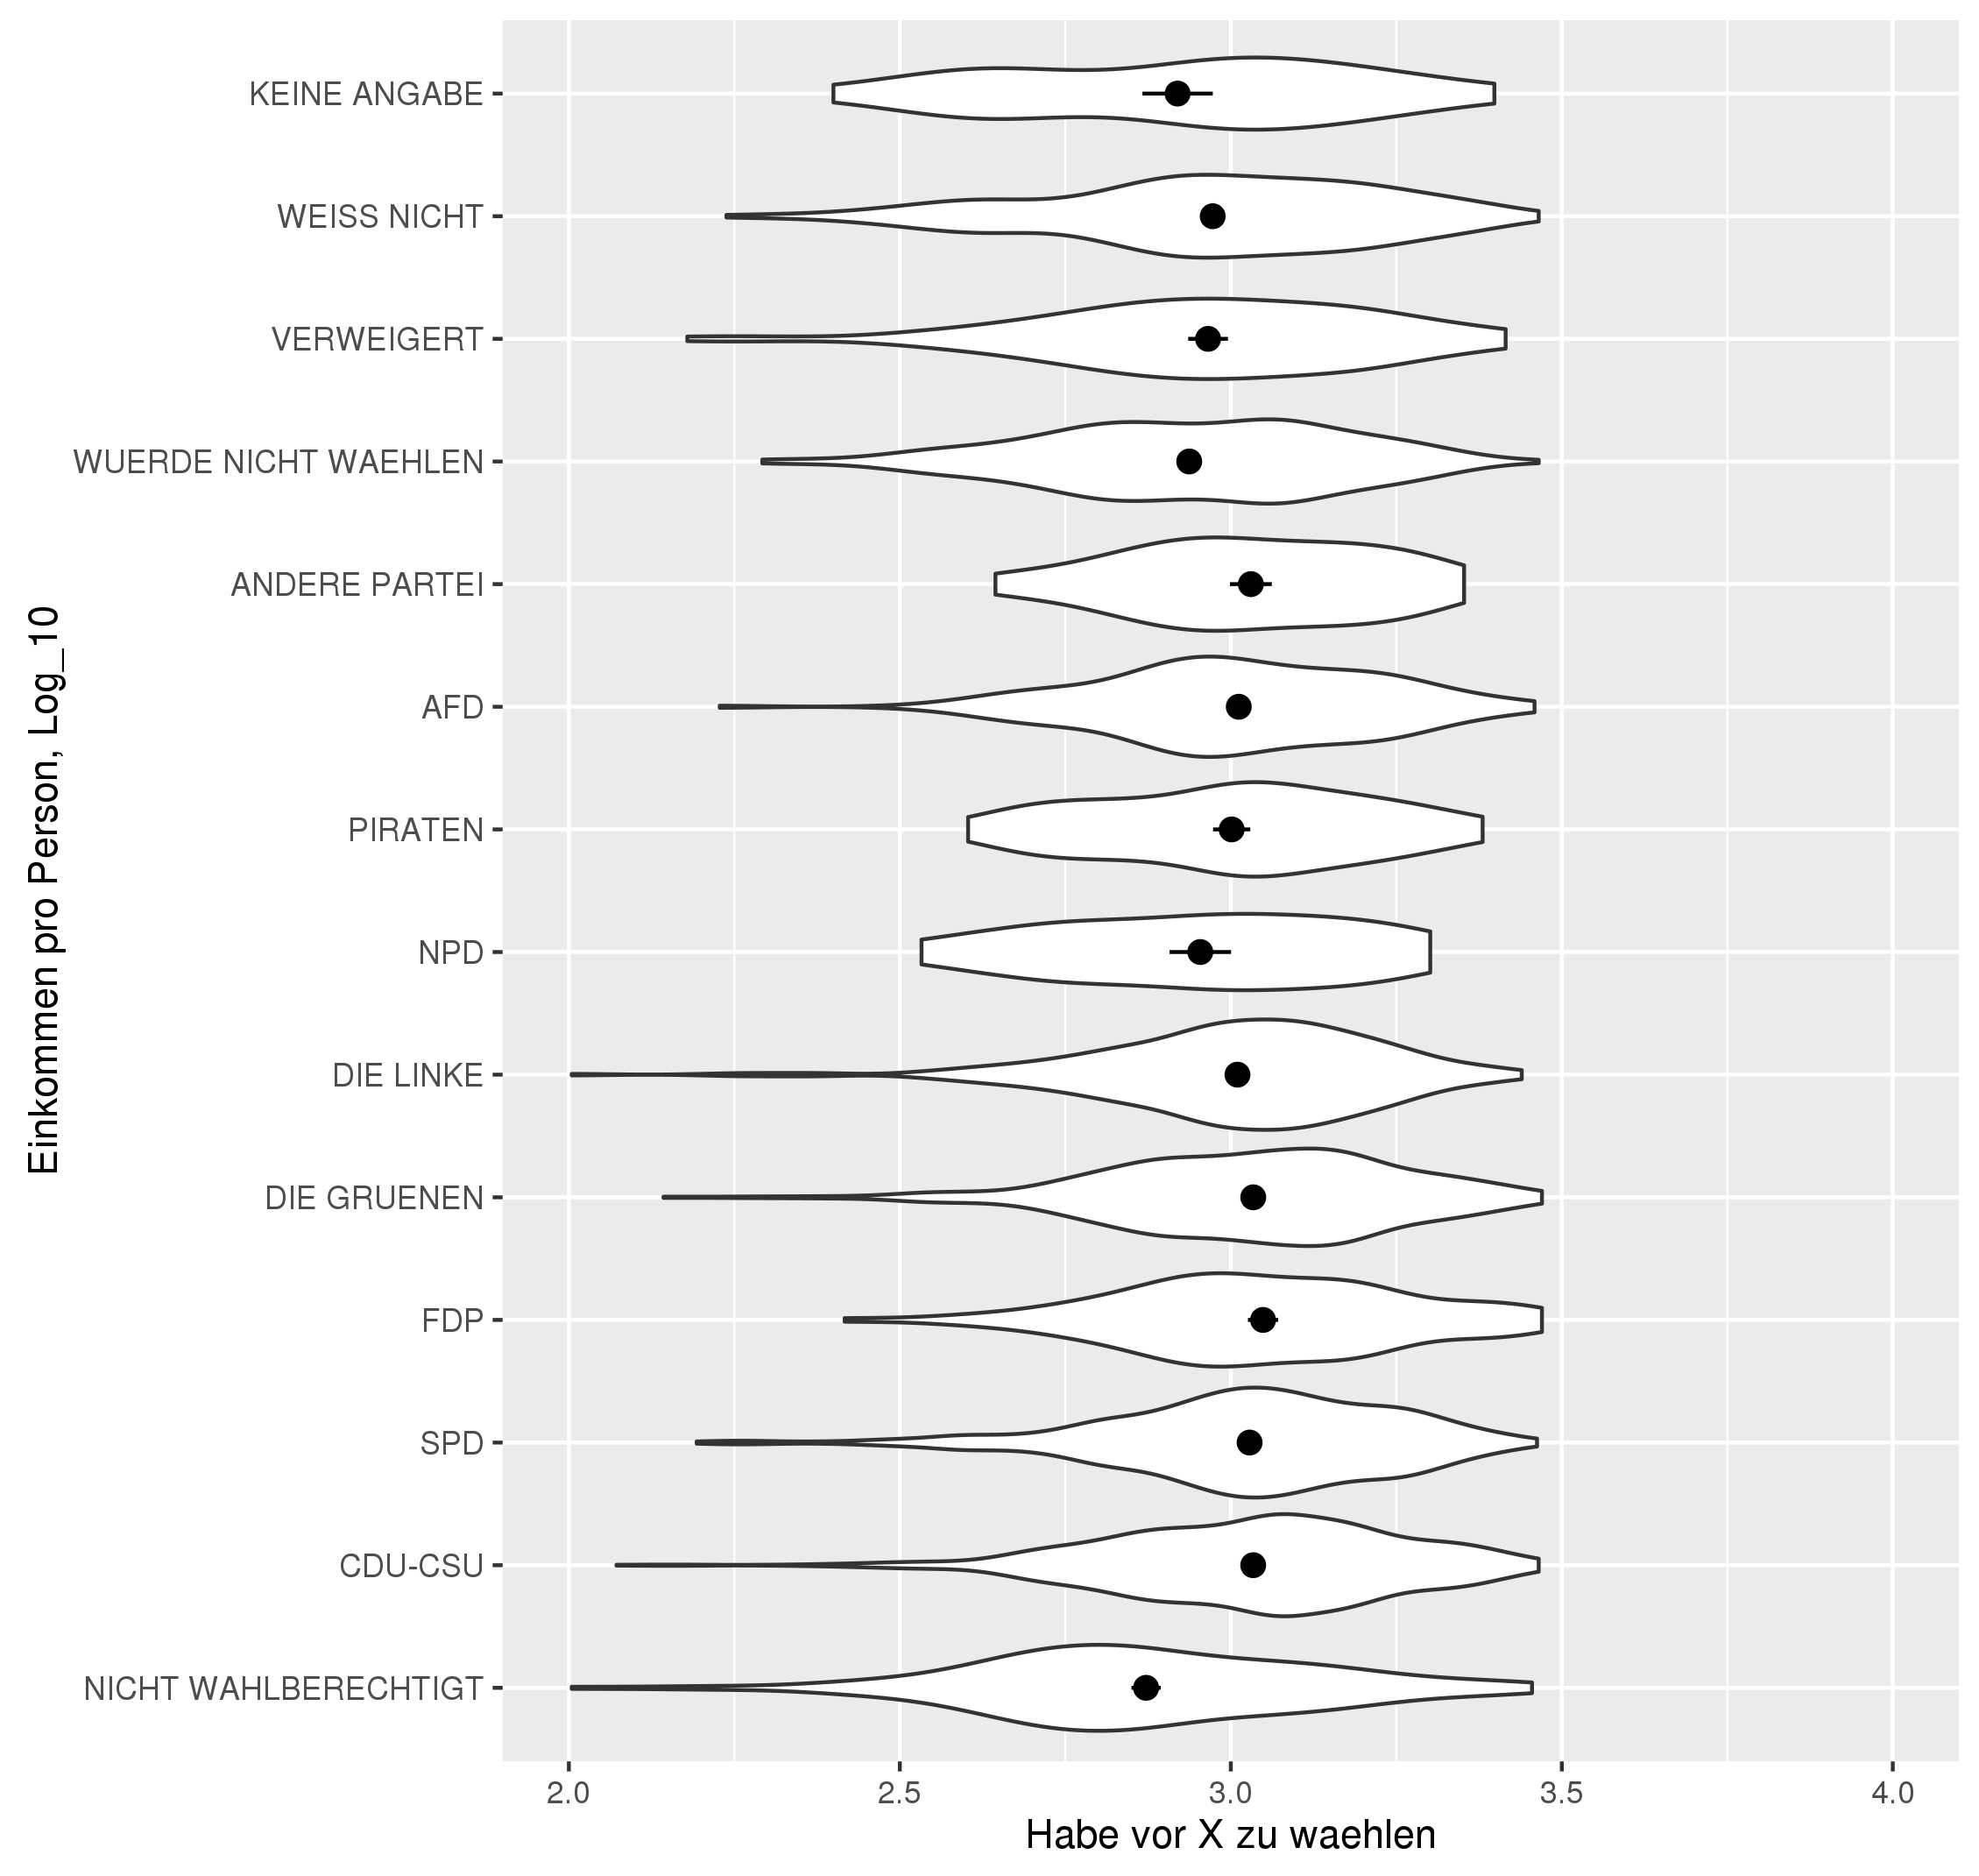 KEINE ANGABE
WEISS NICHT
VERWEIGERT
WUERDE NICHT WAEHLEN
ANDERE PARTEI
AFD
PIRATEN
NPD
DIE LINKE
DIE GRUENEN
FDP
SPD
CDU-CSU
NICHT WAHLBERECHTIGT
Einkommen pro Person, Log_10
2.0 2.5 3.0 3.5 4.0
Habe vor X zu waehlen